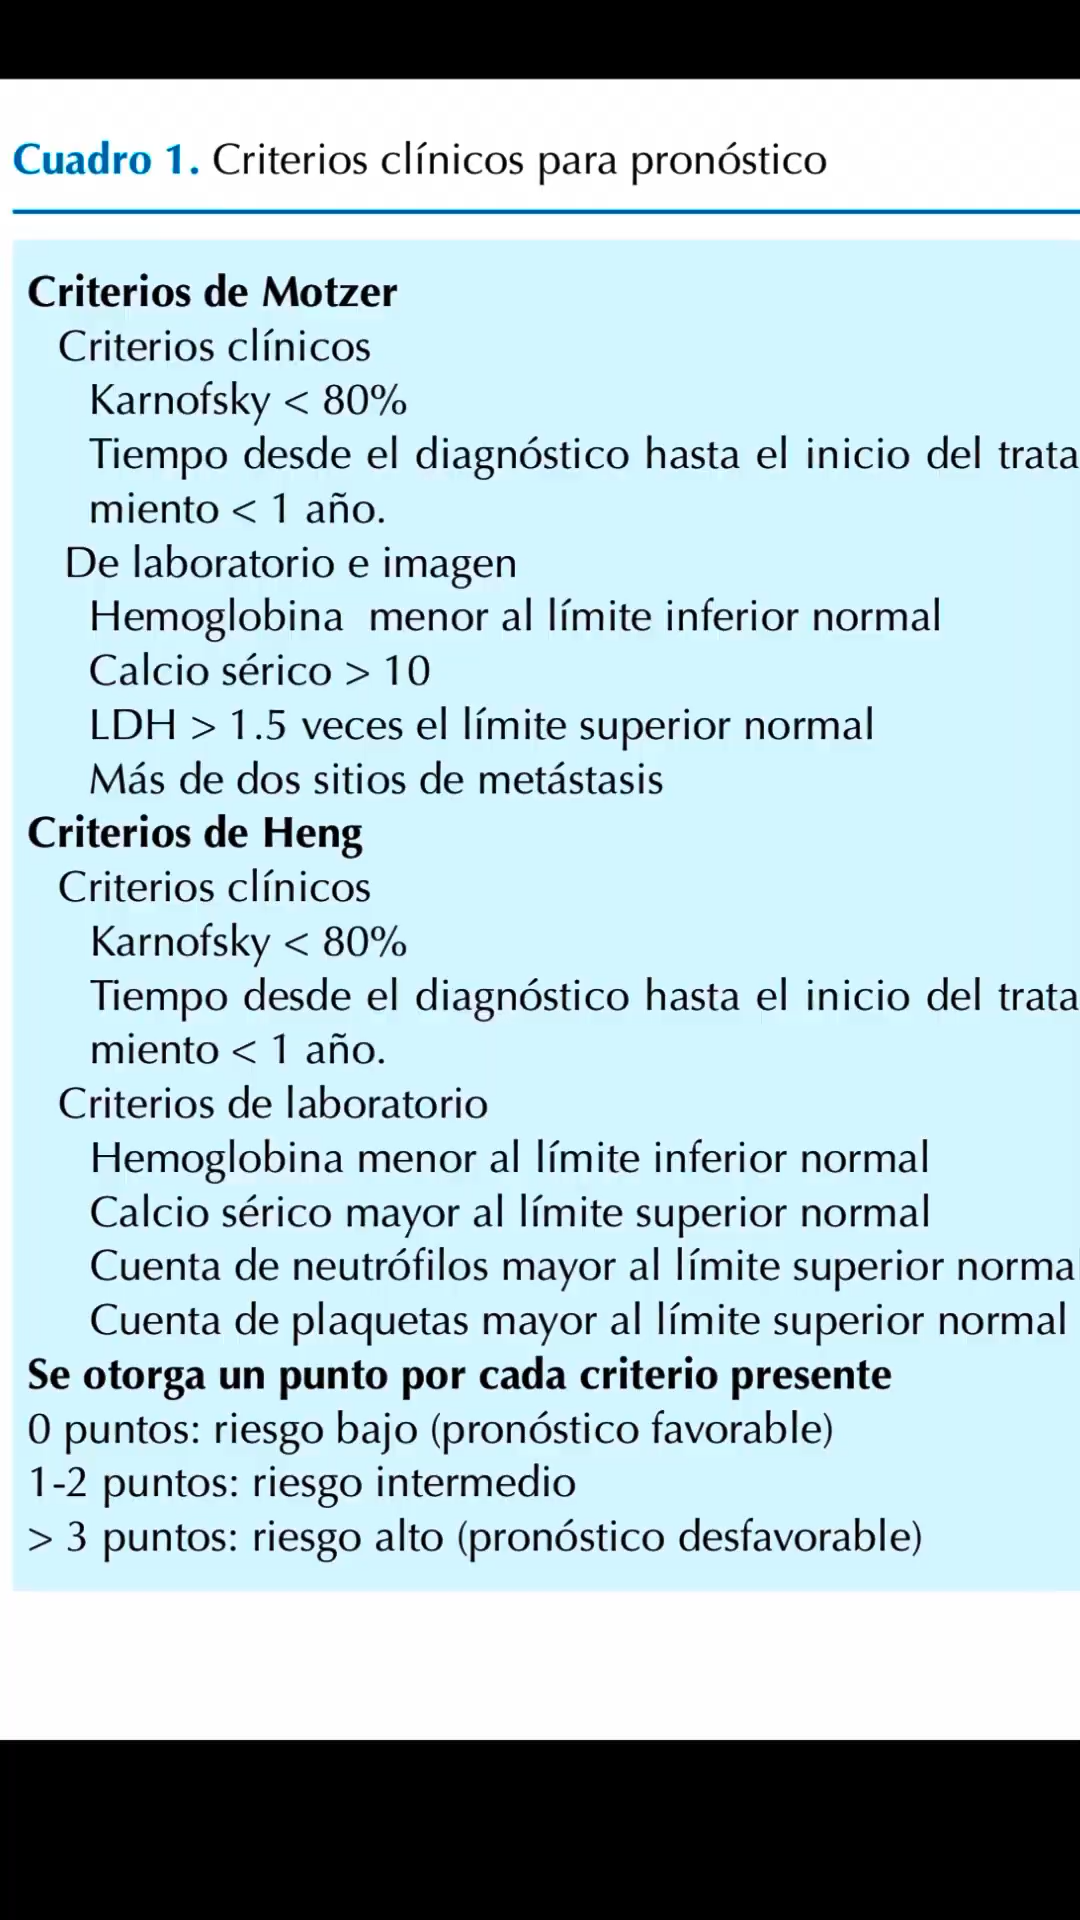 Cuadro 1. Criterios clínicos para pronóstico
Criterios de Motzer
Criterios clínicos
Karnofsky < 80%
Tiempo desde el diagnóstico hasta el inicio del trata
miento < 1 año.
De laboratorio e imagen
Hemoglobina menor al límite inferior normal
Calcio sérico > 10
LDH > 1.5 veces el límite superior normal
Más de dos sitios de metástasis
Criterios de Heng
Criterios clínicos
Karnofsky < 80%
Tiempo desde el diagnóstico hasta el inicio del trata
miento < 1 año.
Criterios de laboratorio
Hemoglobina menor al límite inferior normal
Calcio sérico mayor al límite superior normal
Cuenta de neutrófilos mayor al límite superior normal
Cuenta de plaquetas mayor al límite superior normal
Se otorga un punto por cada criterio presente
0 puntos: riesgo bajo (pronóstico favorable)
1-2 puntos: riesgo intermedio
> 3 puntos: riesgo alto (pronóstico desfavorable)